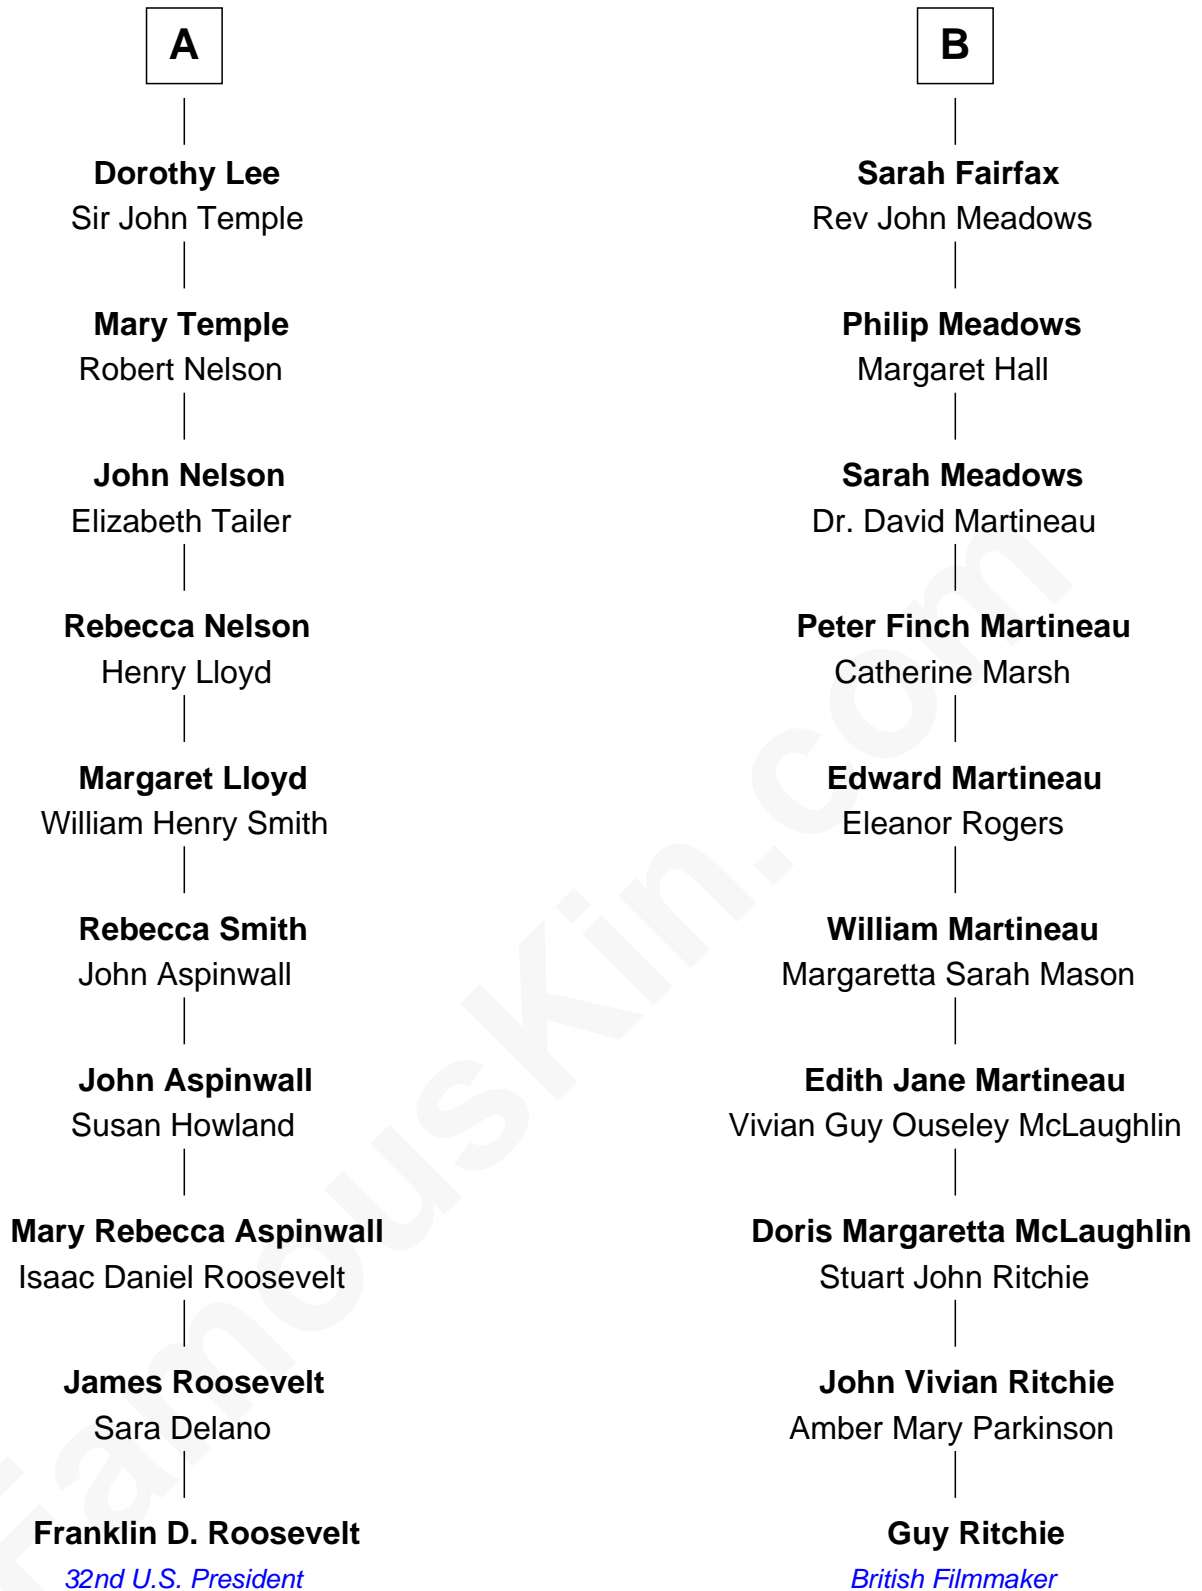 A
Dorothy Lee
Sir John Temple
Mary Temple
Robert Nelson
John Nelson
Elizabeth Tailer
Rebecca Nelson
Henry Lloyd
Margaret Lloyd
William Henry Smith
Rebecca Smith
John Aspinwall
John Aspinwall
Susan Howland
Mary Rebecca Aspinwall
Isaac Daniel Roosevelt
James Roosevelt
Sara Delano
Franklin D. Roosevelt
32nd U.S. President
B
Sarah Fairfax
Rev John Meadows
Philip Meadows
Margaret Hall
Sarah Meadows
Dr. David Martineau
Peter Finch Martineau
Catherine Marsh
Edward Martineau
Eleanor Rogers
William Martineau
Margaretta Sarah Mason
Edith Jane Martineau
Vivian Guy Ouseley McLaughlin
Doris Margaretta McLaughlin
Stuart John Ritchie
John Vivian Ritchie
Amber Mary Parkinson
Guy Ritchie
British Filmmaker
FamousKin.com